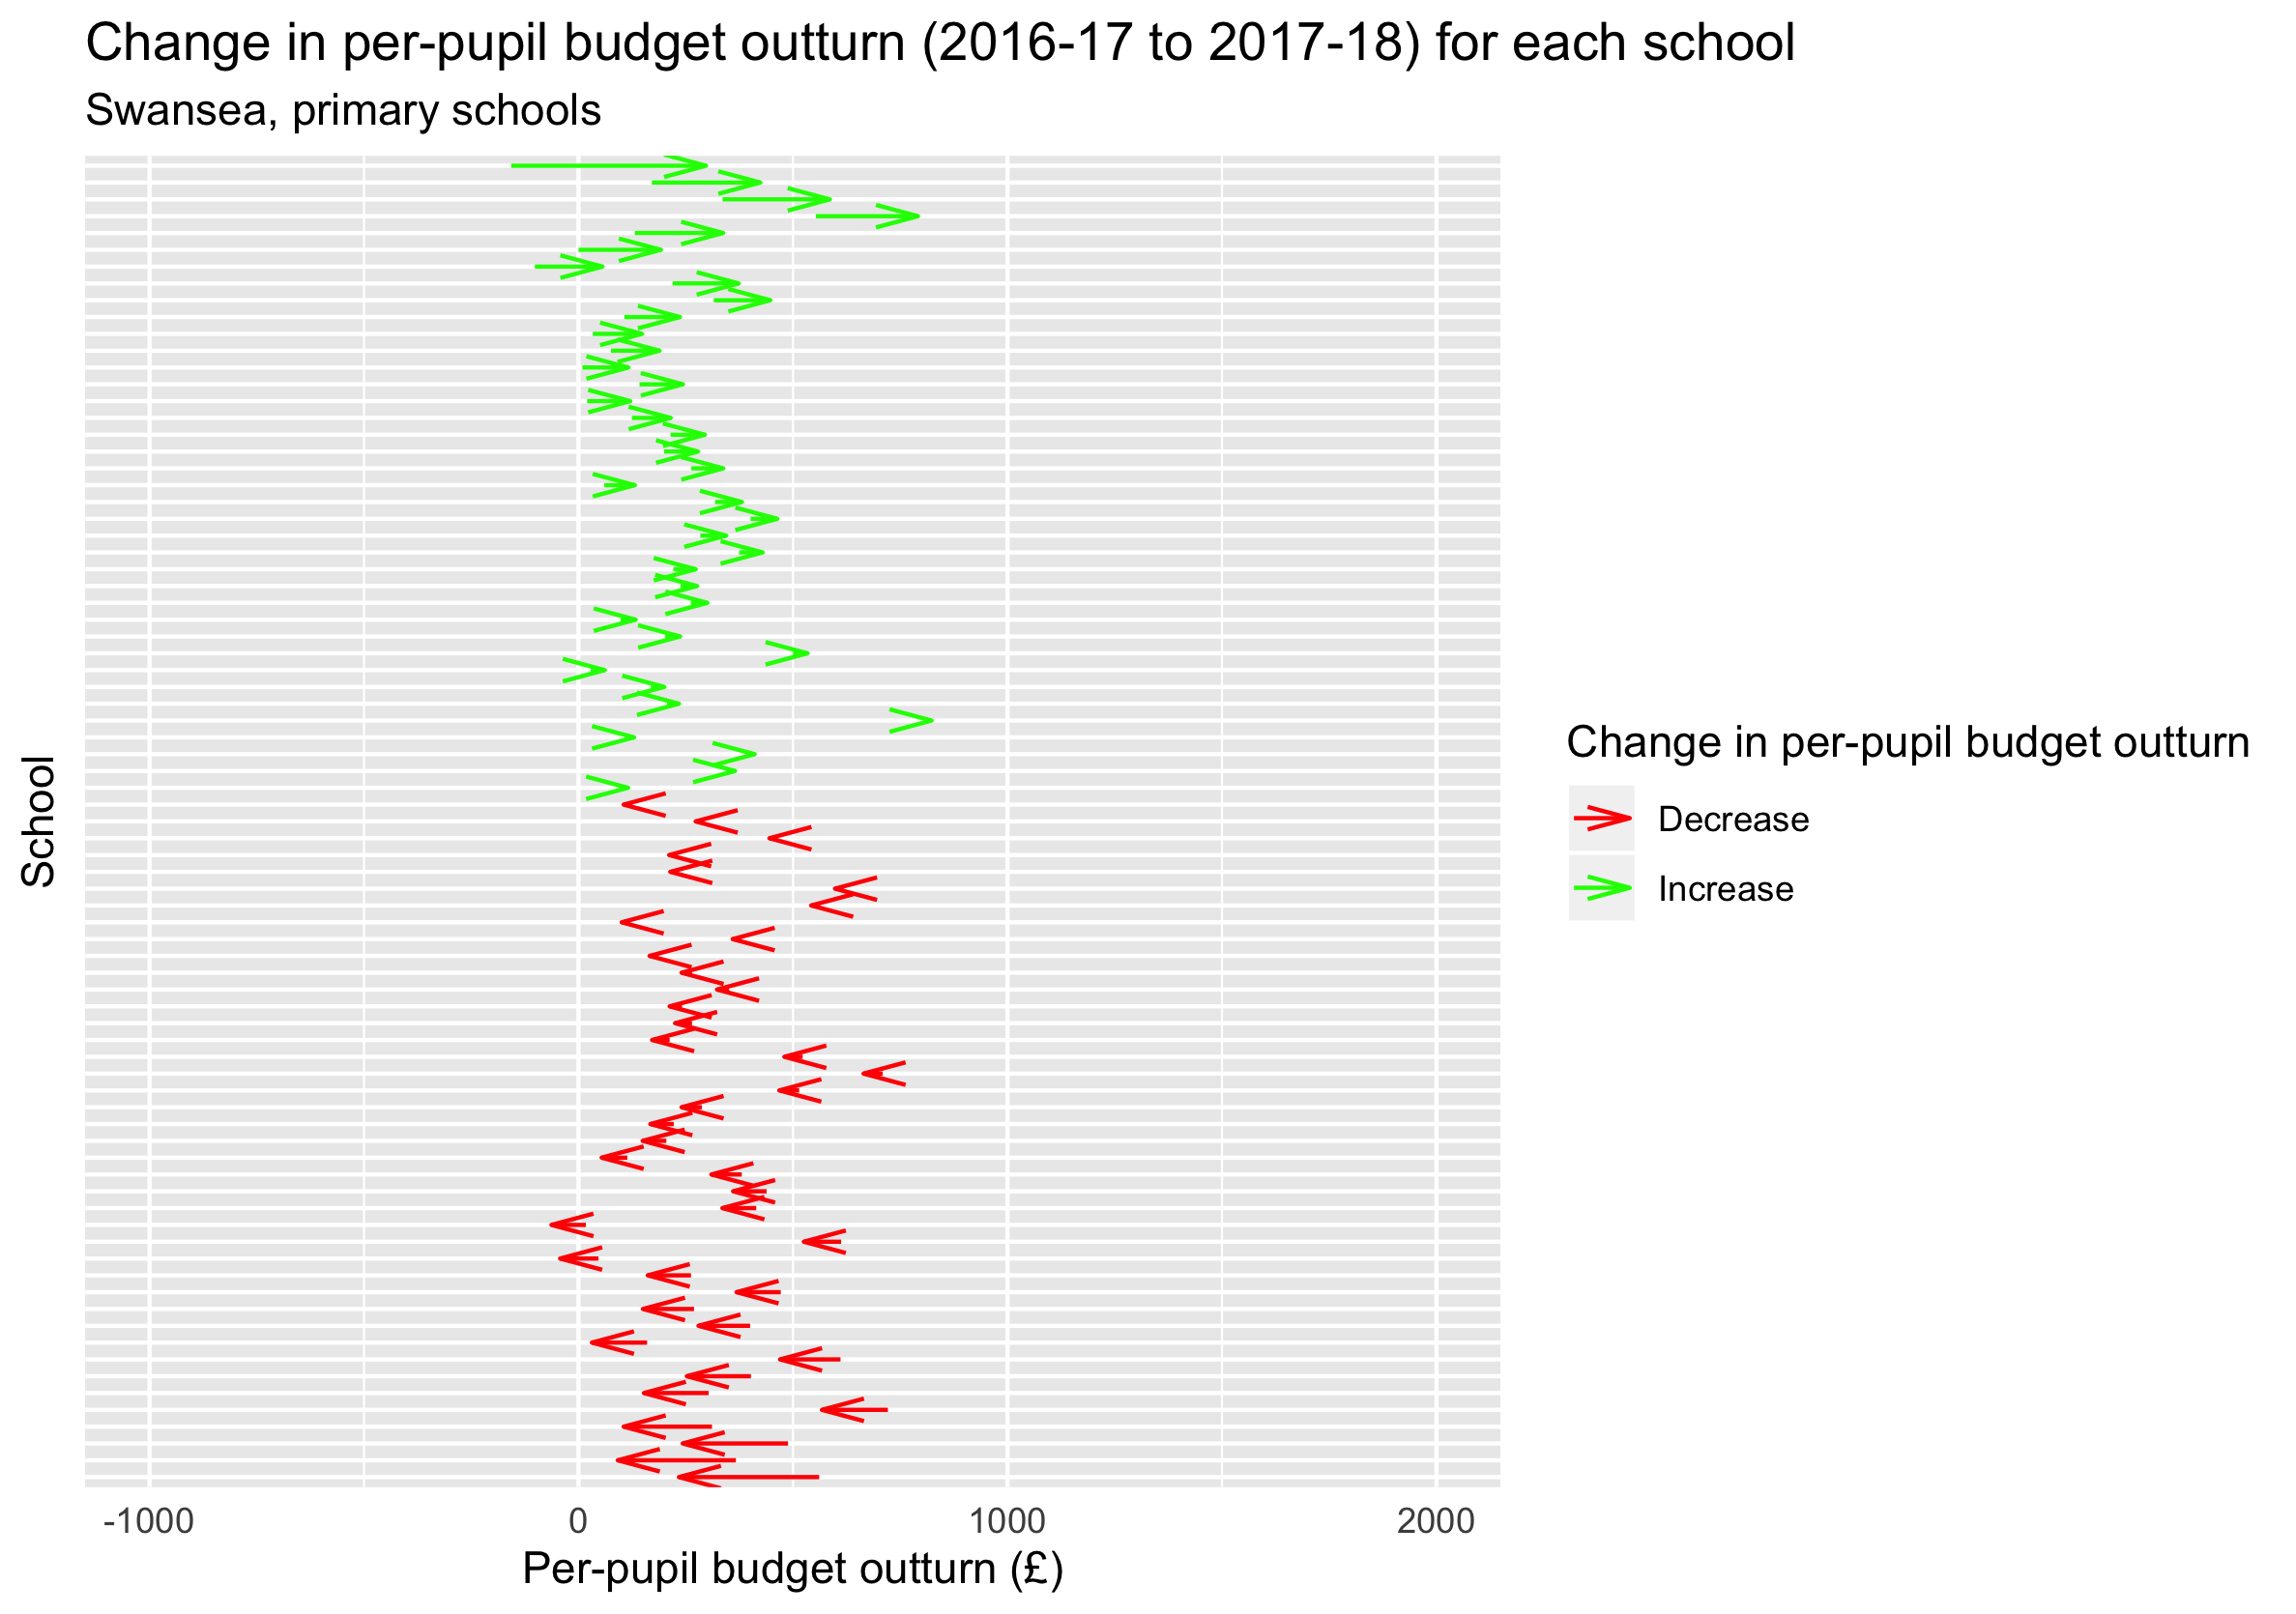 Change in per-pupil budget outturn (2016-17 to 2017-18) for each school
Swansea, primary schools
School
Change in per-pupil budget outturn
Decrease
Increase
-1000 0 1000 2000
Per-pupil budget outturn (£)